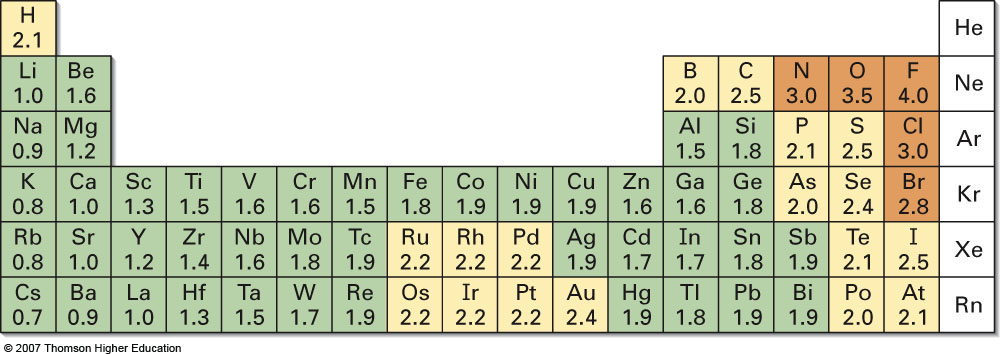 H He
2.1
Li Be B C N O F Ne
1.0 1.6 2.0 2.5 3.0 3.5 4.0
Na Mg Al Si P S Cl Ar
0.9 1.2 1.5 1.8 2.1 2.5 3.0
K Ca Sc Ti V Cr Mn Fe Co Ni Cu Zn Ga Ge As Se Br Kr
0.8 1.0 1.3 1.5 1.6 1.6 1.5 1.8 1.9 1.9 1.9 1.6 1.6 1.8 2.0 2.4 2.8
Rb Sr Y Zr Nb Mo Tc Ru Rh Pd Ag Cd In Sn Sb Te I Xe
0.8 1.0 1.2 1.4 1.6 1.8 1.9 2.2 2.2 2.2 1.9 1.7 1.7 1.8 1.9 2.1 2.5
Cs Ba La Hf Ta W Re Os Ir Pt Au Hg Tl Pb Bi Po At Rn
0.7 0.9 1.0 1.3 1.5 1.7 1.9 2.2 2.2 2.2 2.4 1.9 1.8 1.9 1.9 2.0 2.1
© 2007 Thomson Higher Education